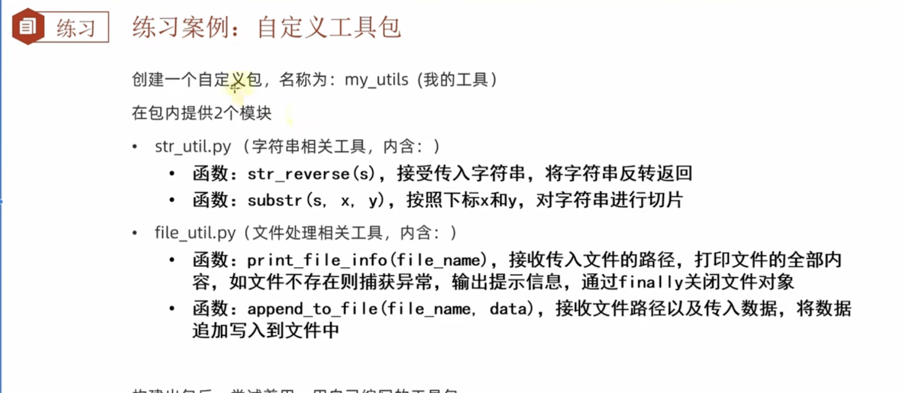 练习
练习案例：自定义工具包
创建一个自定义包，名称为：my_utils (我的工具）
在包内提供2个模块
• str_util.py （字符串相关工具，内含：）
• 函数：str_reverse(s)，接受传入字符串，将字符串反转返回
• 函数：substr(s, x, y)，按照下标x和y，对字符串进行切片
• file_util.py（文件处理相关工具，内含：）
• 函数：print_file_info(file_name)，接收传入文件的路径，打印文件的全部内
容，如文件不存在则捕获异常，输出提示信息，通过finally关闭文件对象
• 函数：append_to_file(file_name, data)，接收文件路径以及传入数据，将数据
追加写入到文件中